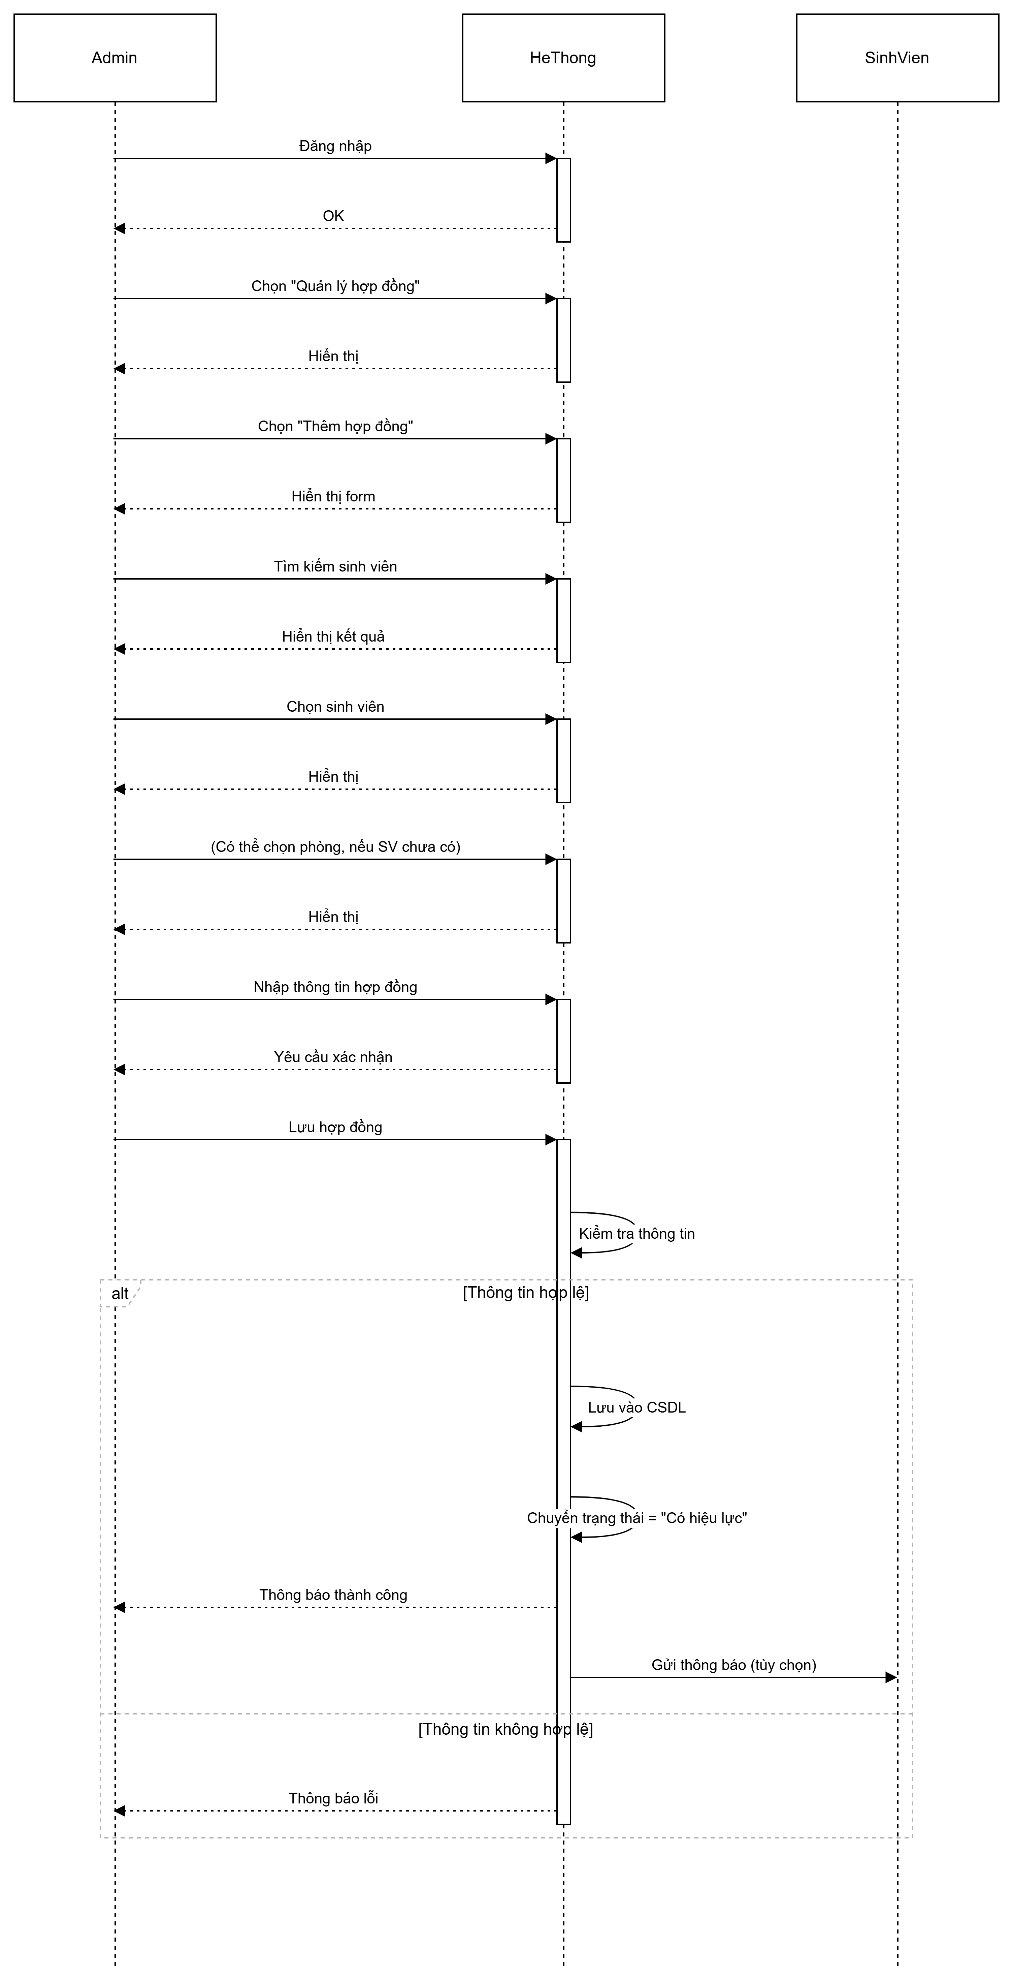 Admin
HeThong
SinhVien
Đăng nhập
OK
Chọn "Quản lý hợp đồng"
Hiển thị
Chọn "Thêm hợp đồng"
Hiển thị form
Tìm kiếm sinh viên
Hiển thị kết quả
Chọn sinh viên
Hiển thị
(Có thể chọn phòng, nếu SV chưa có)
Hiển thị
Nhập thông tin hợp đồng
Yêu cầu xác nhận
Lưu hợp đồng
Kiểm tra thông tin
alt
[Thông tin hợp lệ]
Lưu vào CSDL
Chuyển trạng thái = "Có hiệu lực"
Thông báo thành công
Gửi thông báo (tùy chọn)
[Thông tin không hợp lệ]
Thông báo lỗi